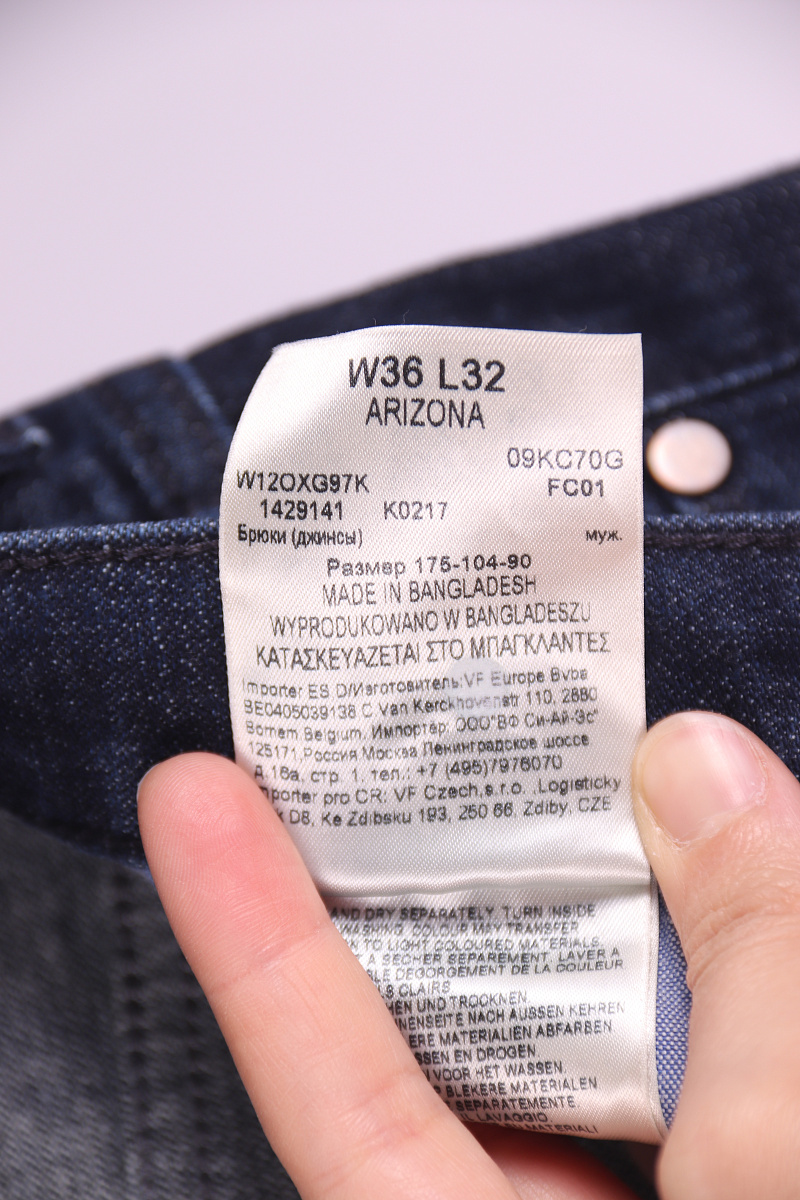 W36 L32
ARIZONA
09KC70G
W12OXG97K FC01
1429141 K0217
Брюки (джинсы) муж.
Размер 175-104-90
MADE IN BANGLADESH
WYPRODUKOWANO W BANGLADESZU
ΚΑΤΑΣΚΕΥΑΖΕΤΑΙ ΣΤΟ ΜΠΑΓΚΛΑΝΤΕΣ
Importer ES D/Изготовитель:VF Europe Bvba
BE0405039138 C Van Kerckhovenstr 110, 2880
Bornem Belgium. Импортер: ООО"ВФ Си-Ай-Эс"
125171,Россия Москва Ленинградское шоссе
д.16а, стр. 1, тел.: +7 (495)7976070
porter pro CR: VF Czech,s.r.o. ,Logisticky
k D8, Ke Zdibsku 193, 250 66, Zdiby, CZE
AND DRY SEPARATELY. TURN INSIDE
WASHING. COLOUR MAY TRANSFER
TO LIGHT COLOURED MATERIALS.
A SECHER SEPAREMENT. LAVER A
DEGORGEMENT DE LA COULEUR
CLAIRS
UND TROCKNEN.
NACH AUSSEN KEHREN
MATERIALIEN ABFARBEN
EN DROGEN
VOOR HET WASSEN.
BLEKERE MATERIALEN
SEPARATEMENTE.
IL LAVAGGIO.